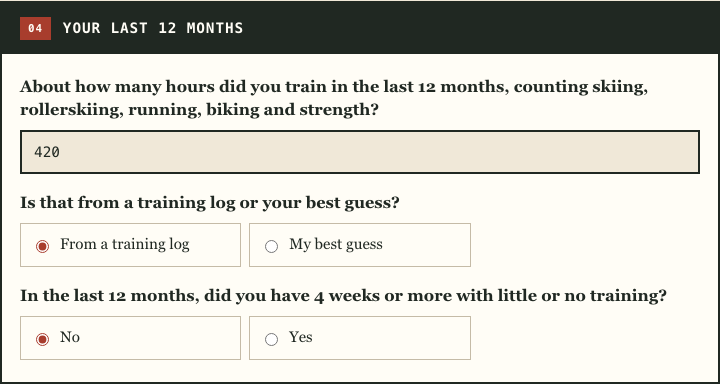 04 YOUR LAST 12 MONTHS
About how many hours did you train in the last 12 months, counting skiing,
rollerskiing, running, biking and strength?
420
Is that from a training log or your best guess?
From a training log My best guess
In the last 12 months, did you have 4 weeks or more with little or no training?
No Yes